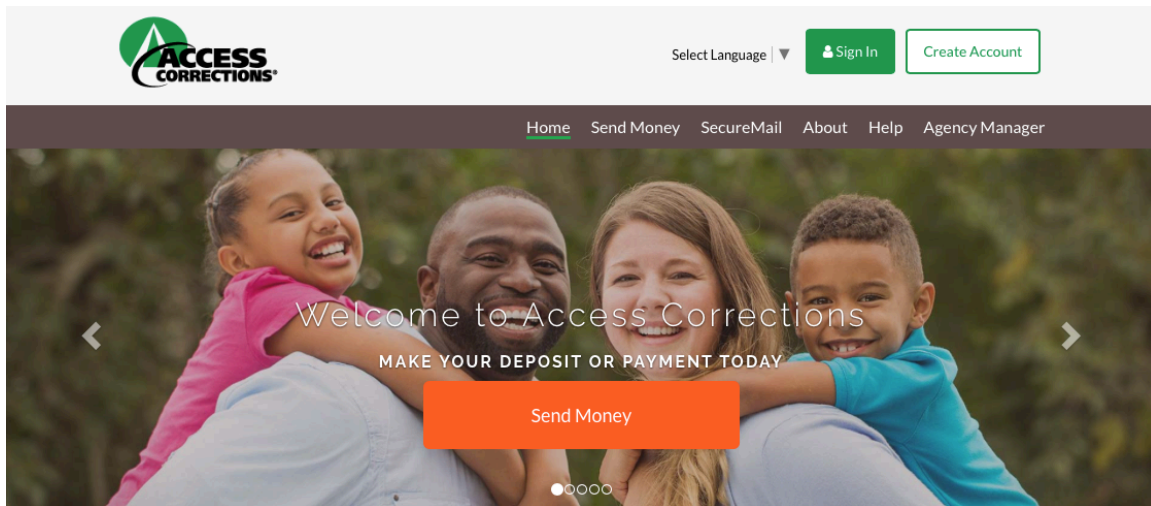 ACCESS
CORRECTIONS®
Select Language ▼
Sign In
Create Account
Home Send Money SecureMail About Help Agency Manager
Welcome to Access Corrections
MAKE YOUR DEPOSIT OR PAYMENT TODAY
Send Money